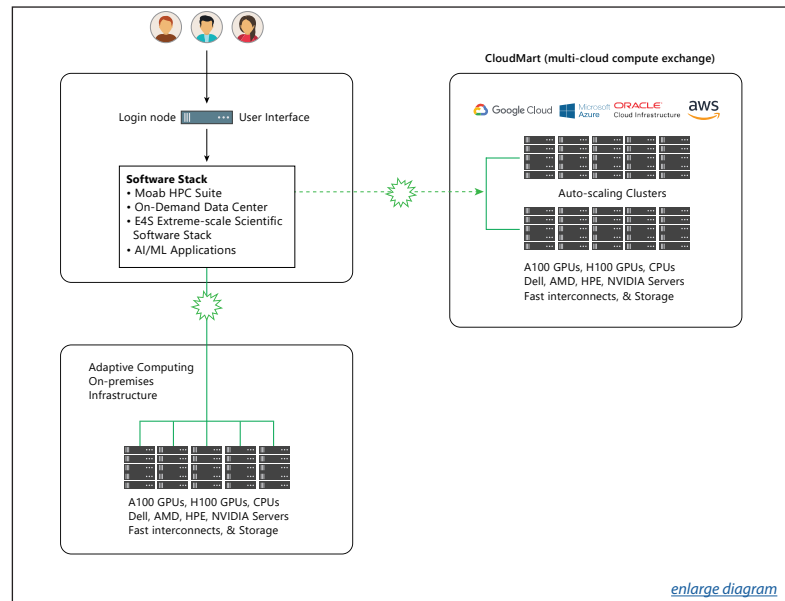 Login node
User Interface
Software Stack
• Moab HPC Suite
• On-Demand Data Center
• E4S Extreme-scale Scientific
Software Stack
• AI/ML Applications
CloudMart (multi-cloud compute exchange)
Google Cloud
Microsoft
Azure
ORACLE
Cloud Infrastructure
aws
Auto-scaling Clusters
A100 GPUs, H100 GPUs, CPUs
Dell, AMD, HPE, NVIDIA Servers
Fast interconnects, & Storage
Adaptive Computing
On-premises
Infrastructure
A100 GPUs, H100 GPUs, CPUs
Dell, AMD, HPE, NVIDIA Servers
Fast interconnects, & Storage
enlarge diagram